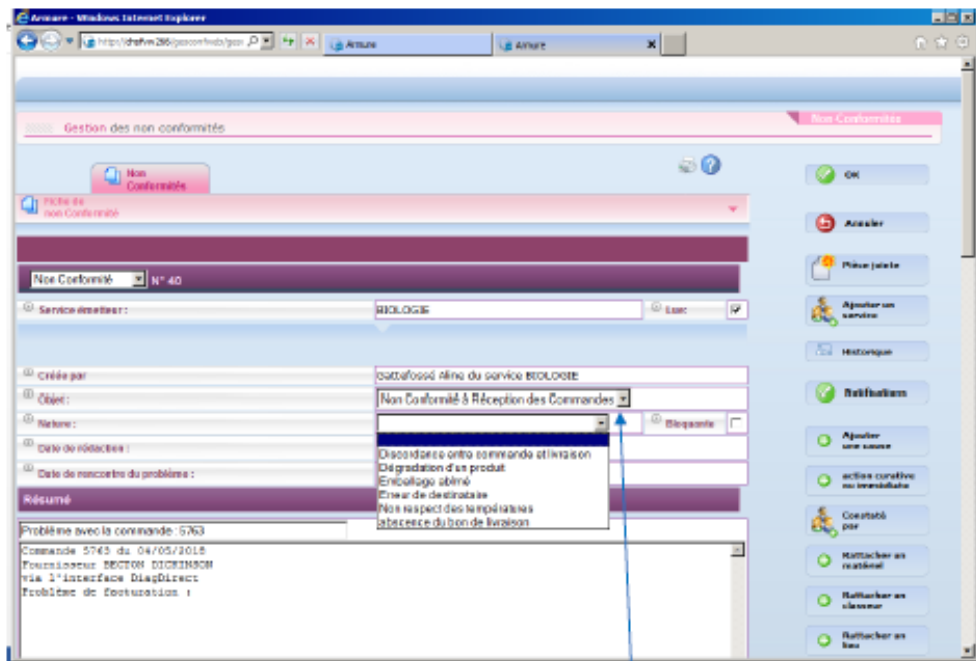 Armure - Windows Internet Explorer
Armure
Armure
Gestion des non conformités
Non-Conformités
Non
Conformités
Fiche de
non Conformité
OK
Annuler
Pièce jointe
Ajouter un
service
Historique
Notifications
Ajouter
une cause
action curative
ou immédiate
Constaté
par
Rattacher un
matériel
Rattacher un
classeur
Rattacher un
lieu
Non Conformité N° 40
Service émetteur : BIOLOGIE Lue:
Créée par Gattefossé Aline du service BIOLOGIE
Objet : Non Conformité à Réception des Commandes
Nature : Bloquante
Discordance entre commande et livraison
Dégradation d'un produit
Emballage abîmé
Erreur de destinataire
Non respect des températures
abscence du bon de livraison
Date de rédaction :
Date de rencontre du problème :
Résumé
Problème avec la commande : 5763
Commande 5763 du 04/05/2018
Fournisseur BECTON DICKINSON
via l'interface DiagDirect
Problème de facturation :